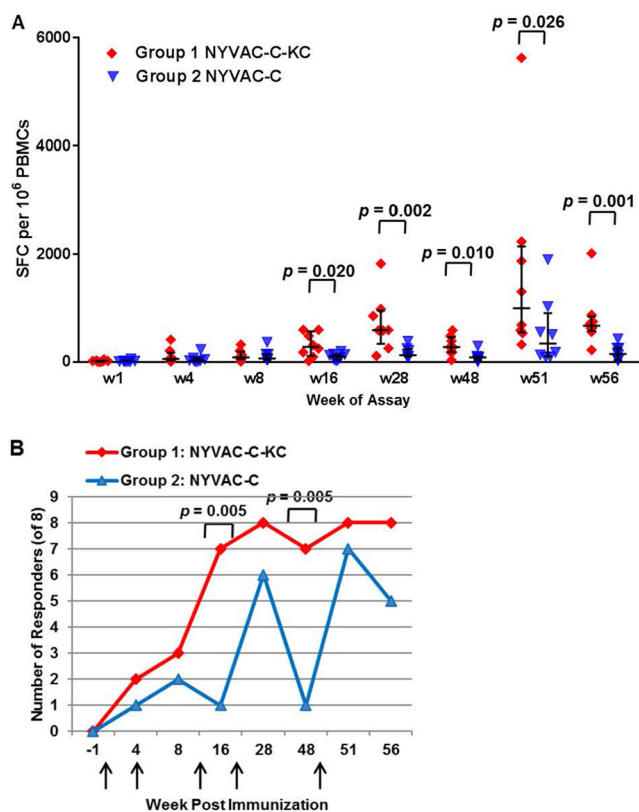 A
6000
Group 1 NYVAC-C-KC
Group 2 NYVAC-C
p = 0.026
SFC per 10⁶ PBMCs
4000
p = 0.002
p = 0.001
2000
p = 0.020
p = 0.010
0
w1 w4 w8 w16 w28 w48 w51 w56
Week of Assay
B
Group 1: NYVAC-C-KC
Group 2: NYVAC-C
Number of Responders (of 8)
9
p = 0.005 p = 0.005
8
7
6
5
4
3
2
1
0
-1 4 8 16 28 48 51 56
Week Post Immunization